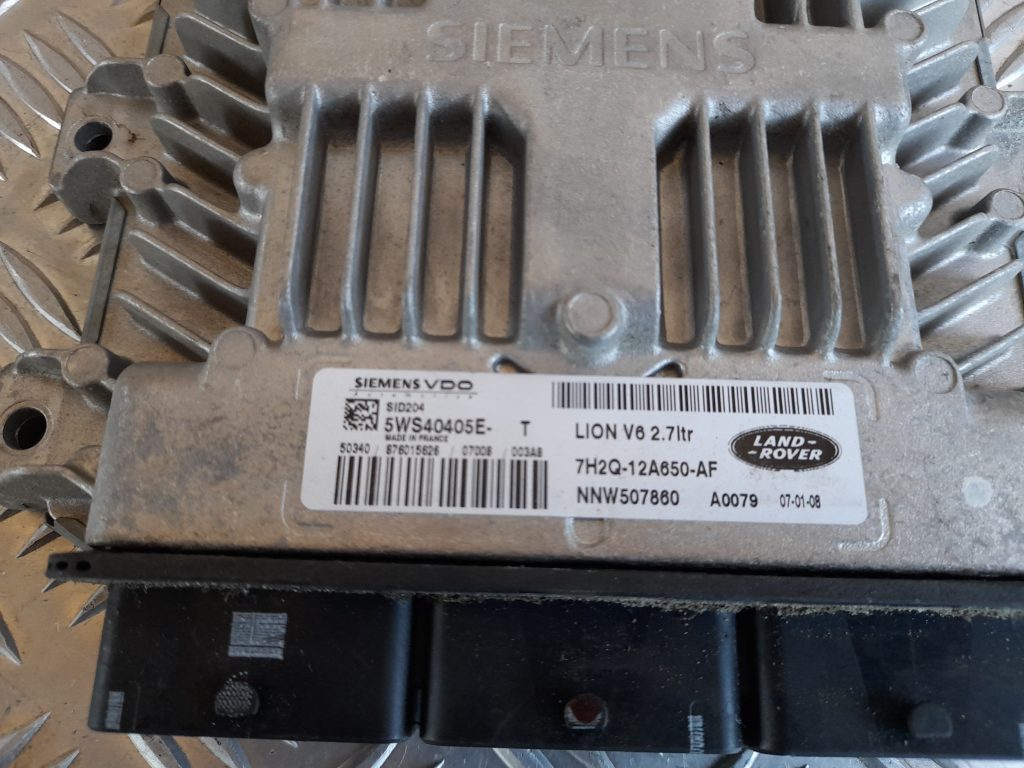 SIEMENS
SIEMENS VDO
Automotive
SID204
5WS40405E- T
MADE IN FRANCE
50340 / 876015626 / 07008 / 003A8
LION V6 2.7ltr
7H2Q-12A650-AF
NNW507860 A0079 07-01-08
LAND-
-ROVER